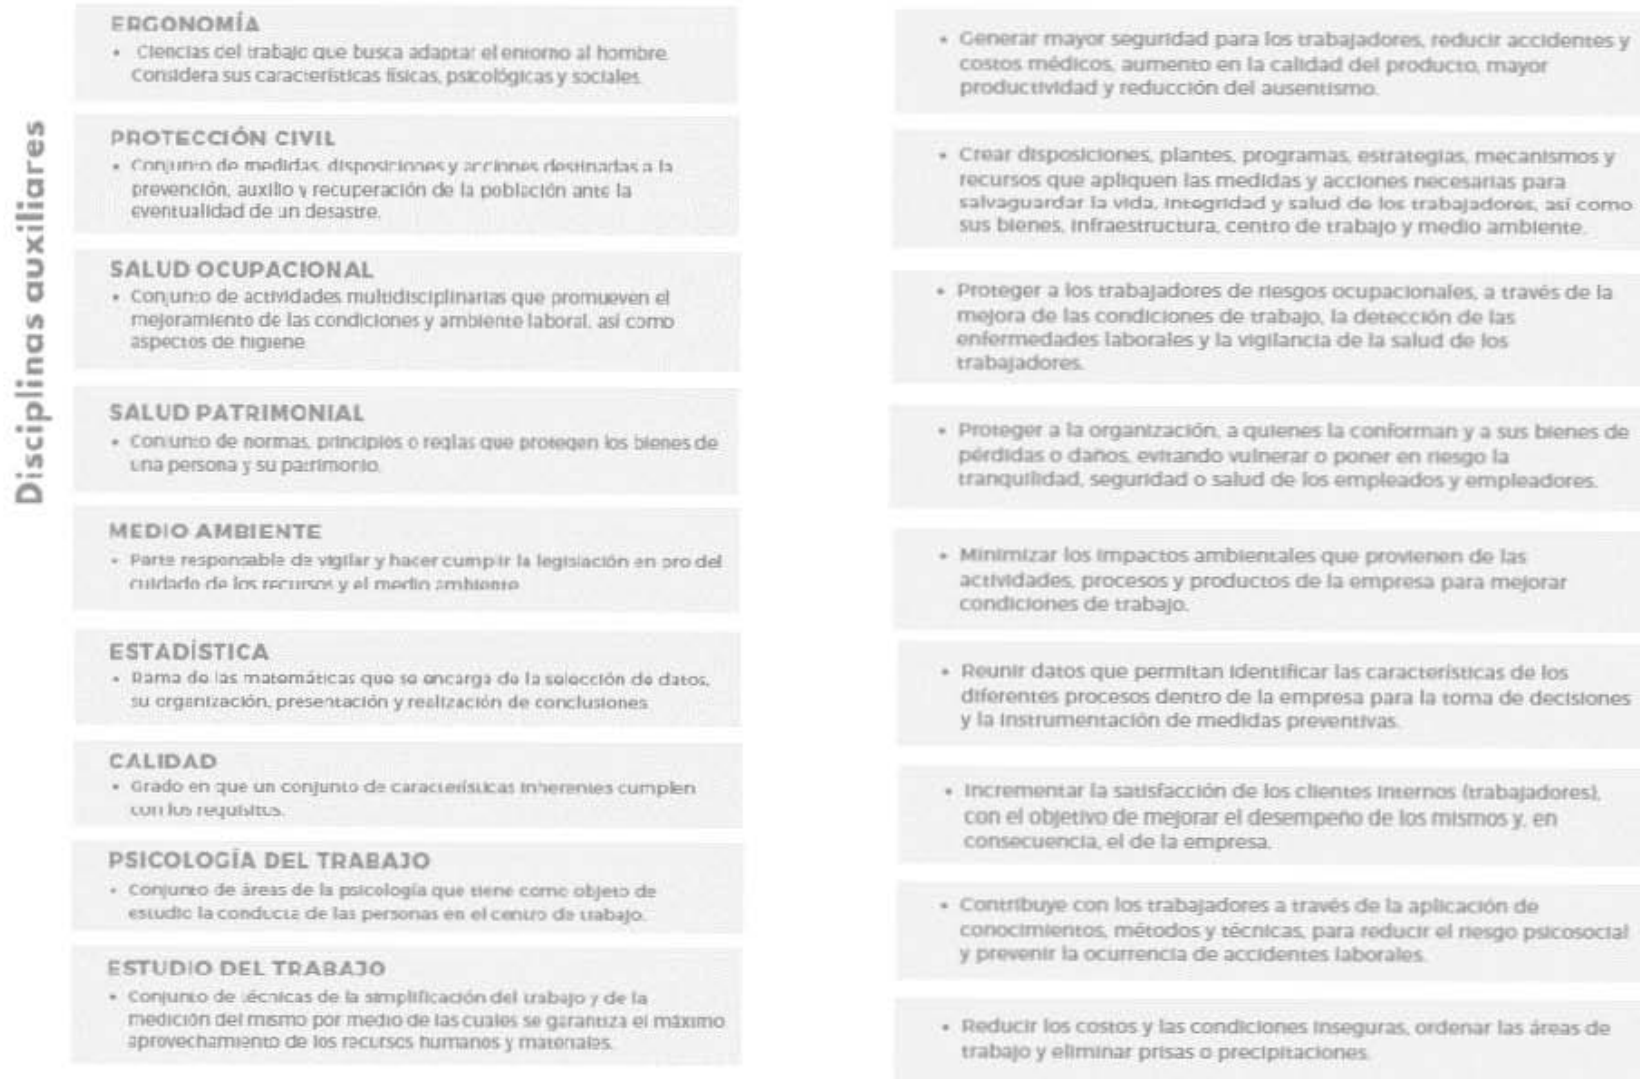 Disciplinas auxiliares
ERGONOMÍA
• Ciencias del trabajo que busca adaptar el entorno al hombre.
Considera sus características físicas, psicológicas y sociales.
• Generar mayor seguridad para los trabajadores, reducir accidentes y
costos médicos, aumento en la calidad del producto, mayor
productividad y reducción del ausentismo.
PROTECCIÓN CIVIL
• Conjunto de medidas, disposiciones y acciones destinadas a la
prevención, auxilio y recuperación de la población ante la
eventualidad de un desastre.
• Crear disposiciones, plantes, programas, estrategias, mecanismos y
recursos que apliquen las medidas y acciones necesarias para
salvaguardar la vida, integridad y salud de los trabajadores, así como
sus bienes, infraestructura, centro de trabajo y medio ambiente.
SALUD OCUPACIONAL
• Conjunto de actividades multidisciplinarias que promueven el
mejoramiento de las condiciones y ambiente laboral, así como
aspectos de higiene
• Proteger a los trabajadores de riesgos ocupacionales, a través de la
mejora de las condiciones de trabajo, la detección de las
enfermedades laborales y la vigilancia de la salud de los
trabajadores.
SALUD PATRIMONIAL
• Conjunto de normas, principios o reglas que protegen los bienes de
una persona y su patrimonio.
• Proteger a la organización, a quienes la conforman y a sus bienes de
pérdidas o daños, evitando vulnerar o poner en riesgo la
tranquilidad, seguridad o salud de los empleados y empleadores.
MEDIO AMBIENTE
• Parte responsable de vigilar y hacer cumplir la legislación en pro del
cuidado de los recursos y el medio ambiente
• Minimizar los impactos ambientales que provienen de las
actividades, procesos y productos de la empresa para mejorar
condiciones de trabajo.
ESTADÍSTICA
• Rama de las matemáticas que se encarga de la selección de datos,
su organización, presentación y realización de conclusiones
• Reunir datos que permitan identificar las características de los
diferentes procesos dentro de la empresa para la toma de decisiones
y la instrumentación de medidas preventivas.
CALIDAD
• Grado en que un conjunto de características inherentes cumplen
con los requisitos.
• Incrementar la satisfacción de los clientes internos (trabajadores),
con el objetivo de mejorar el desempeño de los mismos y, en
consecuencia, el de la empresa.
PSICOLOGÍA DEL TRABAJO
• Conjunto de áreas de la psicología que tiene como objeto de
estudio la conducta de las personas en el centro de trabajo.
• Contribuye con los trabajadores a través de la aplicación de
conocimientos, métodos y técnicas, para reducir el riesgo psicosocial
y prevenir la ocurrencia de accidentes laborales.
ESTUDIO DEL TRABAJO
• Conjunto de técnicas de la simplificación del trabajo y de la
medición del mismo por medio de las cuales se garantiza el máximo
aprovechamiento de los recursos humanos y materiales.
• Reducir los costos y las condiciones inseguras, ordenar las áreas de
trabajo y eliminar prisas o precipitaciones.